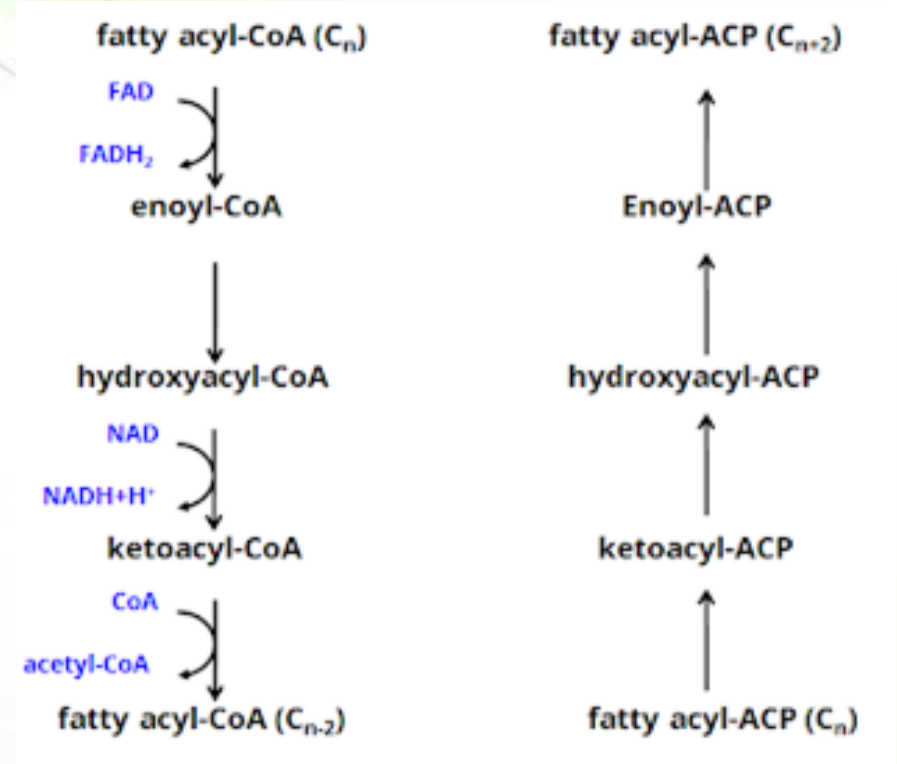 fatty acyl-CoA (Cn)
FAD
FADH2
enoyl-CoA
hydroxyacyl-CoA
NAD
NADH+H+
ketoacyl-CoA
CoA
acetyl-CoA
fatty acyl-CoA (Cn-2)
fatty acyl-ACP (Cn+2)
Enoyl-ACP
hydroxyacyl-ACP
ketoacyl-ACP
fatty acyl-ACP (Cn)